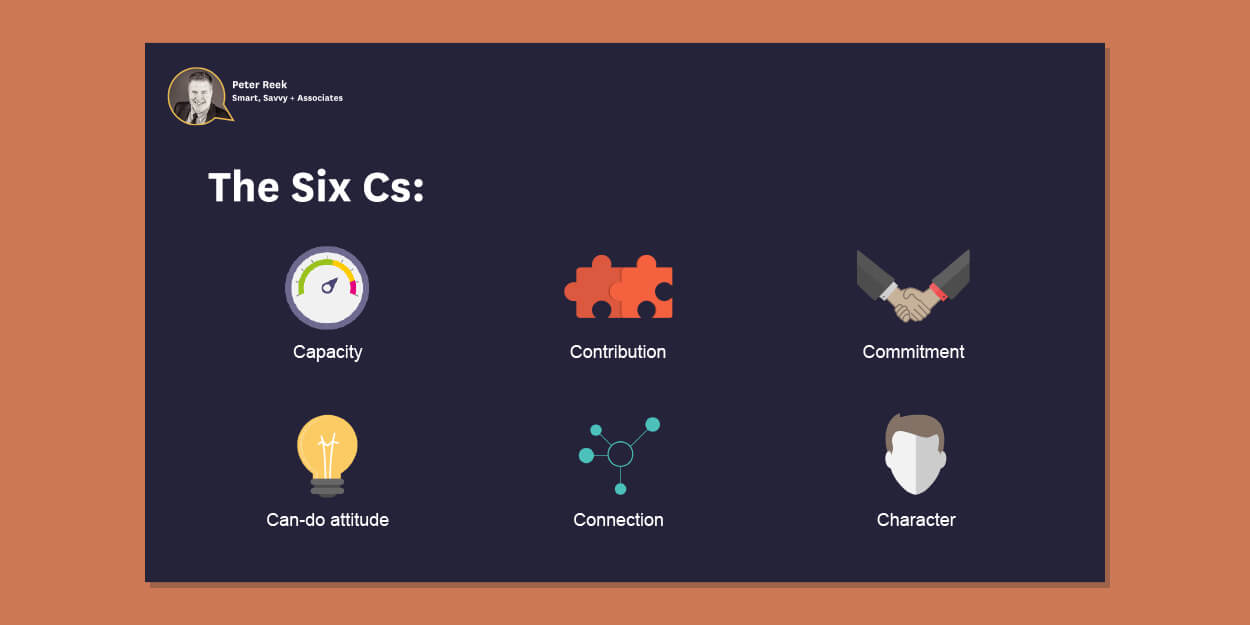 Peter Reek
Smart, Savvy + Associates
The Six Cs:
Capacity
Contribution
Commitment
Can-do attitude
Connection
Character